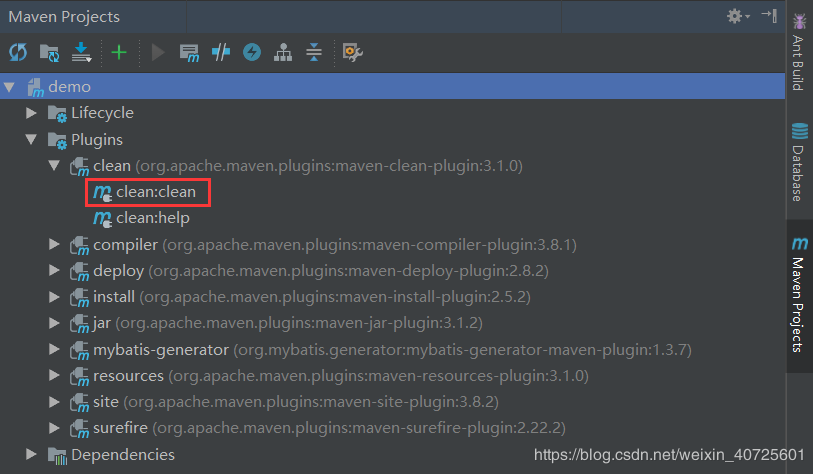 Maven Projects
demo
Lifecycle
Plugins
clean (org.apache.maven.plugins:maven-clean-plugin:3.1.0)
clean:clean
clean:help
compiler (org.apache.maven.plugins:maven-compiler-plugin:3.8.1)
deploy (org.apache.maven.plugins:maven-deploy-plugin:2.8.2)
install (org.apache.maven.plugins:maven-install-plugin:2.5.2)
jar (org.apache.maven.plugins:maven-jar-plugin:3.1.2)
mybatis-generator (org.mybatis.generator:mybatis-generator-maven-plugin:1.3.7)
resources (org.apache.maven.plugins:maven-resources-plugin:3.1.0)
site (org.apache.maven.plugins:maven-site-plugin:3.8.2)
surefire (org.apache.maven.plugins:maven-surefire-plugin:2.22.2)
Dependencies
Ant Build
Database
Maven Projects
https://blog.csdn.net/weixin_40725601